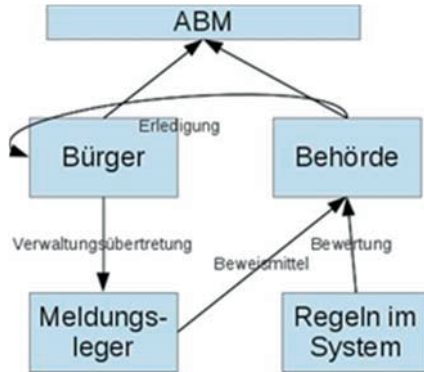 ABM
Erledigung
Bürger
Behörde
Verwaltungsübertretung
Bewertung
Beweismittel
Meldungs-
leger
Regeln im
System